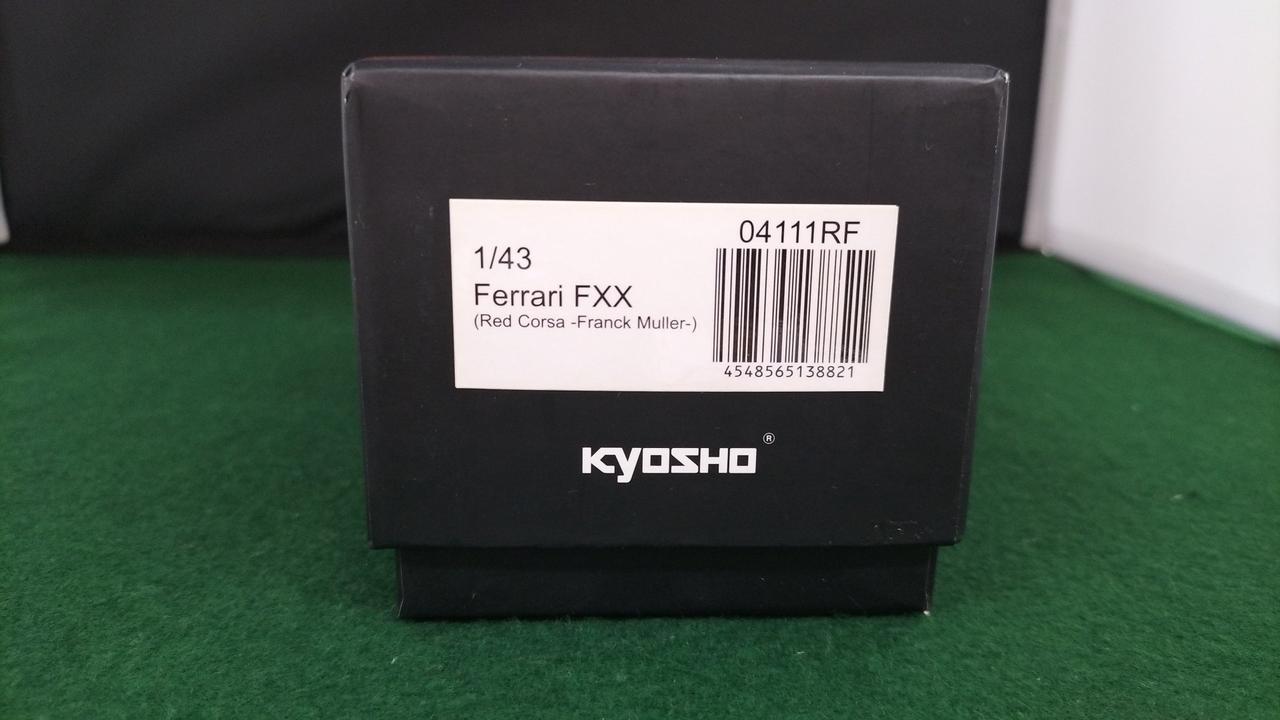 04111RF
1/43
Ferrari FXX
(Red Corsa -Franck Muller-)
4548565138821
KYOSHO®